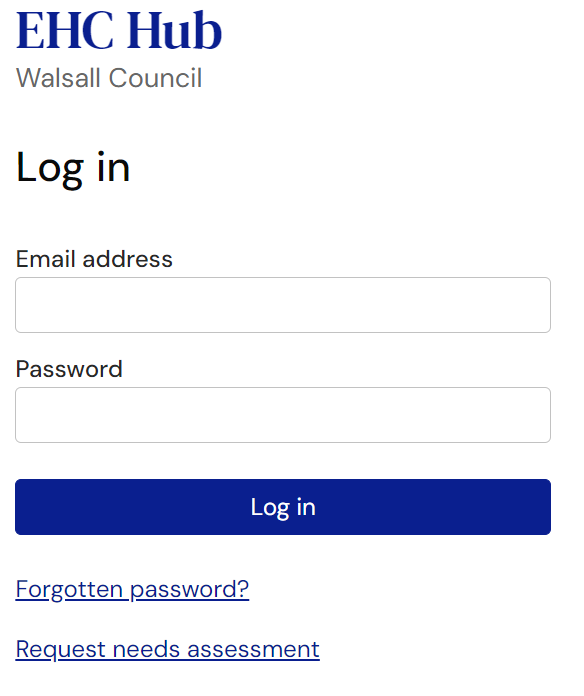 EHC Hub
Walsall Council
Log in
Email address
Password
Log in
Forgotten password?
Request needs assessment